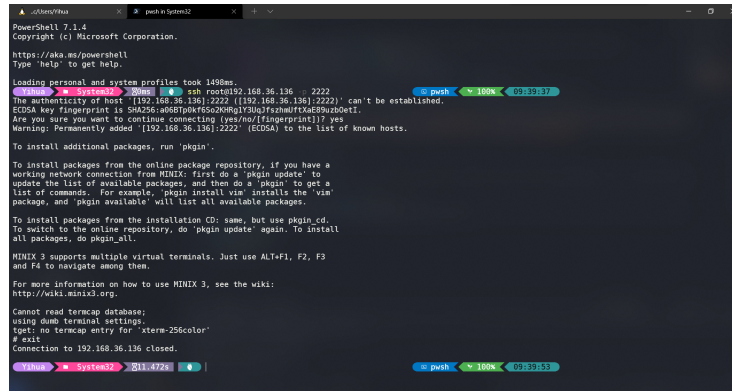 ..c/Users/Yihua
pwsh in System32
PowerShell 7.1.4
Copyright (c) Microsoft Corporation.
https://aka.ms/powershell
Type 'help' to get help.
Loading personal and system profiles took 1498ms.
Yihua System32 0ms ssh root@192.168.36.136 -p 2222 pwsh 100% 09:39:37
The authenticity of host '[192.168.36.136]:2222 ([192.168.36.136]:2222)' can't be established.
ECDSA key fingerprint is SHA256:a06BTp0kf6So2KHRg1Y3UqJfszhmUftXaE89uzbOetI.
Are you sure you want to continue connecting (yes/no/[fingerprint])? yes
Warning: Permanently added '[192.168.36.136]:2222' (ECDSA) to the list of known hosts.
To install additional packages, run 'pkgin'.
To install packages from the online package repository, if you have a
working network connection from MINIX: first do a 'pkgin update' to
update the list of available packages, and then do a 'pkgin' to get a
list of commands.  For example, 'pkgin install vim' installs the 'vim'
package, and 'pkgin available' will list all available packages.
To install packages from the installation CD: same, but use pkgin_cd.
To switch to the online repository, do 'pkgin update' again. To install
all packages, do pkgin_all.
MINIX 3 supports multiple virtual terminals. Just use ALT+F1, F2, F3
and F4 to navigate among them.
For more information on how to use MINIX 3, see the wiki:
http://wiki.minix3.org.
Cannot read termcap database;
using dumb terminal settings.
tget: no termcap entry for 'xterm-256color'
# exit
Connection to 192.168.36.136 closed.
Yihua System32 11.472s pwsh 100% 09:39:53